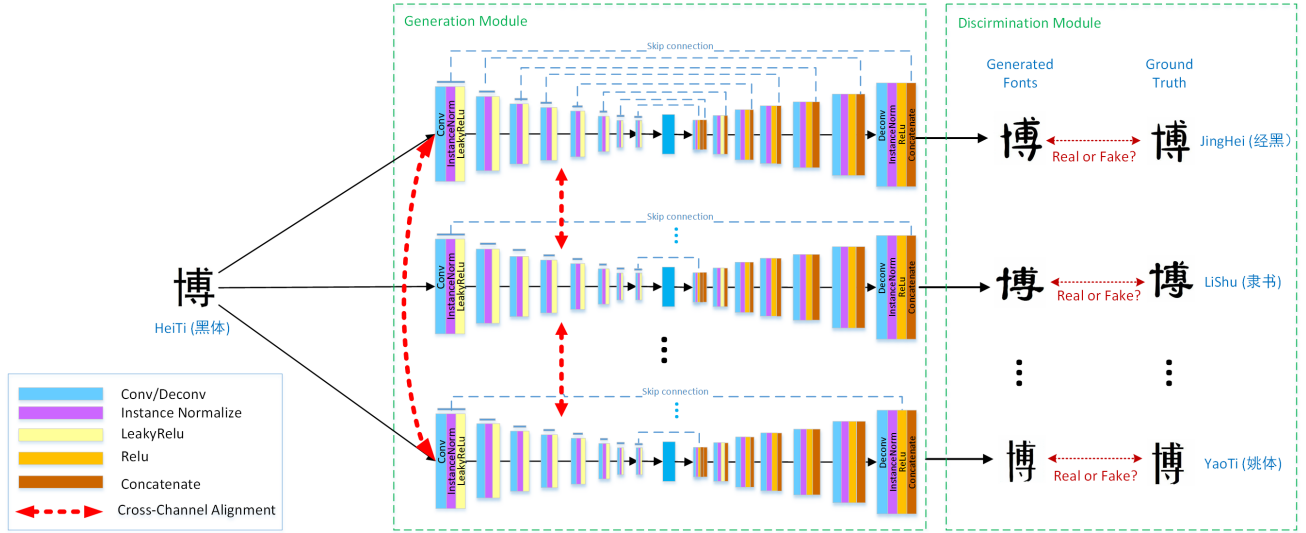 Generation Module
Discirmination Module
Skip connection
Generated
Fonts
Ground
Truth
Conv
InstanceNorm
LeakyReLu
Deconv
InstanceNorm
ReLu
Concatenate
博
博
JingHei (经黑)
Real or Fake?
Skip connection
Conv
InstanceNorm
LeakyReLu
Deconv
InstanceNorm
ReLu
Concatenate
博
HeiTi (黑体)
博
博
LiShu (隶书)
Real or Fake?
Skip connection
Conv
InstanceNorm
LeakyReLu
Deconv
InstanceNorm
ReLu
Concatenate
博
博
YaoTi (姚体)
Real or Fake?
Conv/Deconv
Instance Normalize
LeakyRelu
Relu
Concatenate
Cross-Channel Alignment